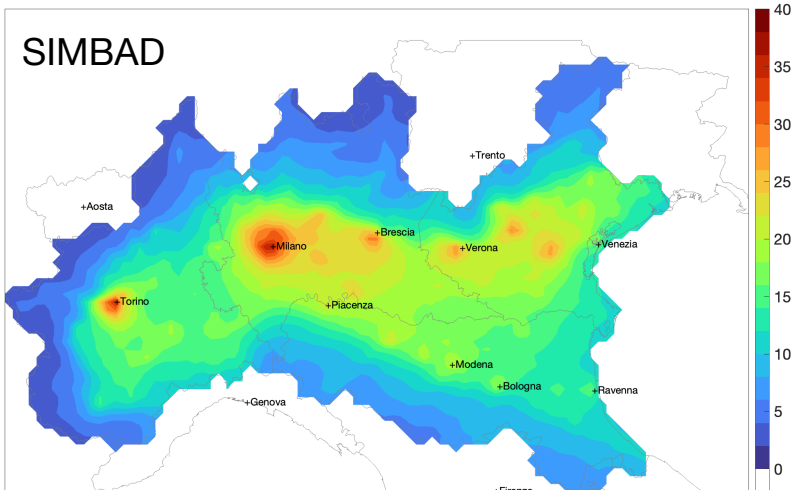 SIMBAD
+Trento
+Aosta
+Brescia
+Milano
+Verona
+Venezia
+Torino
+Piacenza
+Modena
+Bologna
+Ravenna
+Genova
+Firenze
40
35
30
25
20
15
10
5
0